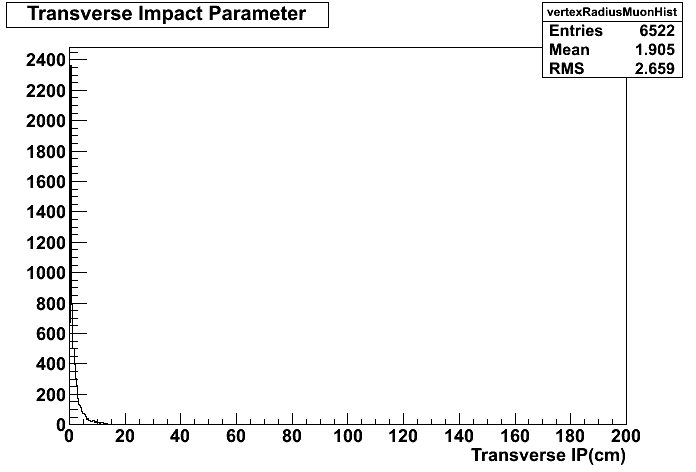 Transverse Impact Parameter
vertexRadiusMuonHist
Entries 6522
Mean 1.905
RMS 2.659
2400
2200
2000
1800
1600
1400
1200
1000
800
600
400
200
0
0 20 40 60 80 100 120 140 160 180 200
Transverse IP(cm)